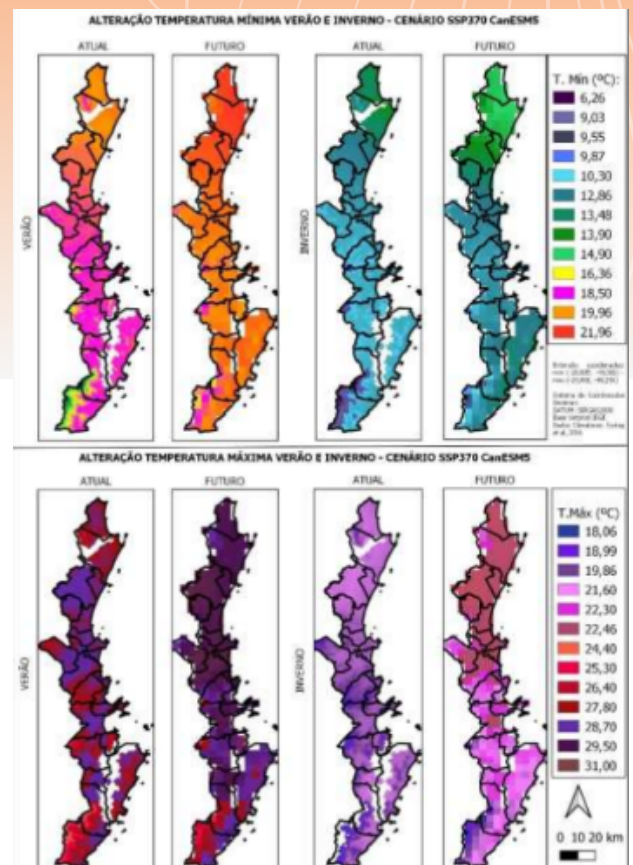 ALTERAÇÃO TEMPERATURA MÍNIMA VERÃO E INVERNO - CENÁRIO SSP370 CanESM5
ATUAL
FUTURO
ATUAL
FUTURO
VERÃO
INVERNO
T. Min (ºC):
6,26
9,03
9,55
9,87
10,30
12,86
13,48
13,90
14,90
16,36
18,50
19,96
21,96
ALTERAÇÃO TEMPERATURA MÁXIMA VERÃO E INVERNO - CENÁRIO SSP370 CanESM5
ATUAL
FUTURO
ATUAL
FUTURO
VERÃO
INVERNO
T.Máx (ºC)
18,06
18,99
19,86
21,60
22,30
22,46
24,40
25,30
26,40
27,80
28,70
29,50
31,00
0 10 20 km